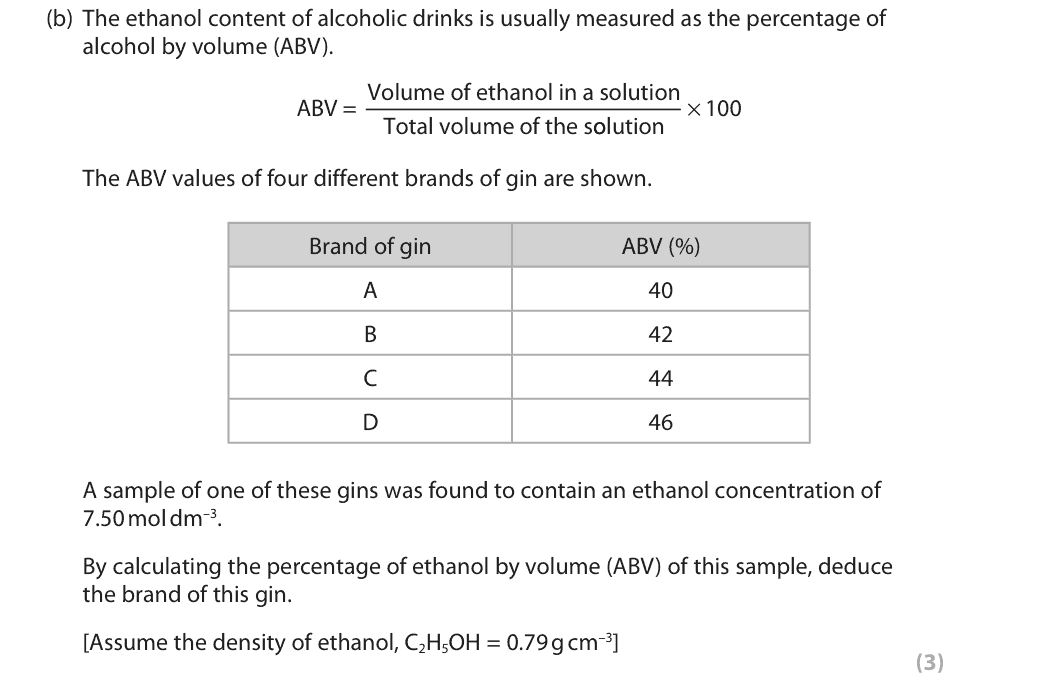 (b) The ethanol content of alcoholic drinks is usually measured as the percentage of
alcohol by volume (ABV).
ABV = Volume of ethanol in a solution / Total volume of the solution × 100
The ABV values of four different brands of gin are shown.
Brand of gin ABV (%)
A 40
B 42
C 44
D 46
A sample of one of these gins was found to contain an ethanol concentration of
7.50 mol dm⁻³.
By calculating the percentage of ethanol by volume (ABV) of this sample, deduce
the brand of this gin.
[Assume the density of ethanol, C₂H₅OH = 0.79 g cm⁻³]
(3)